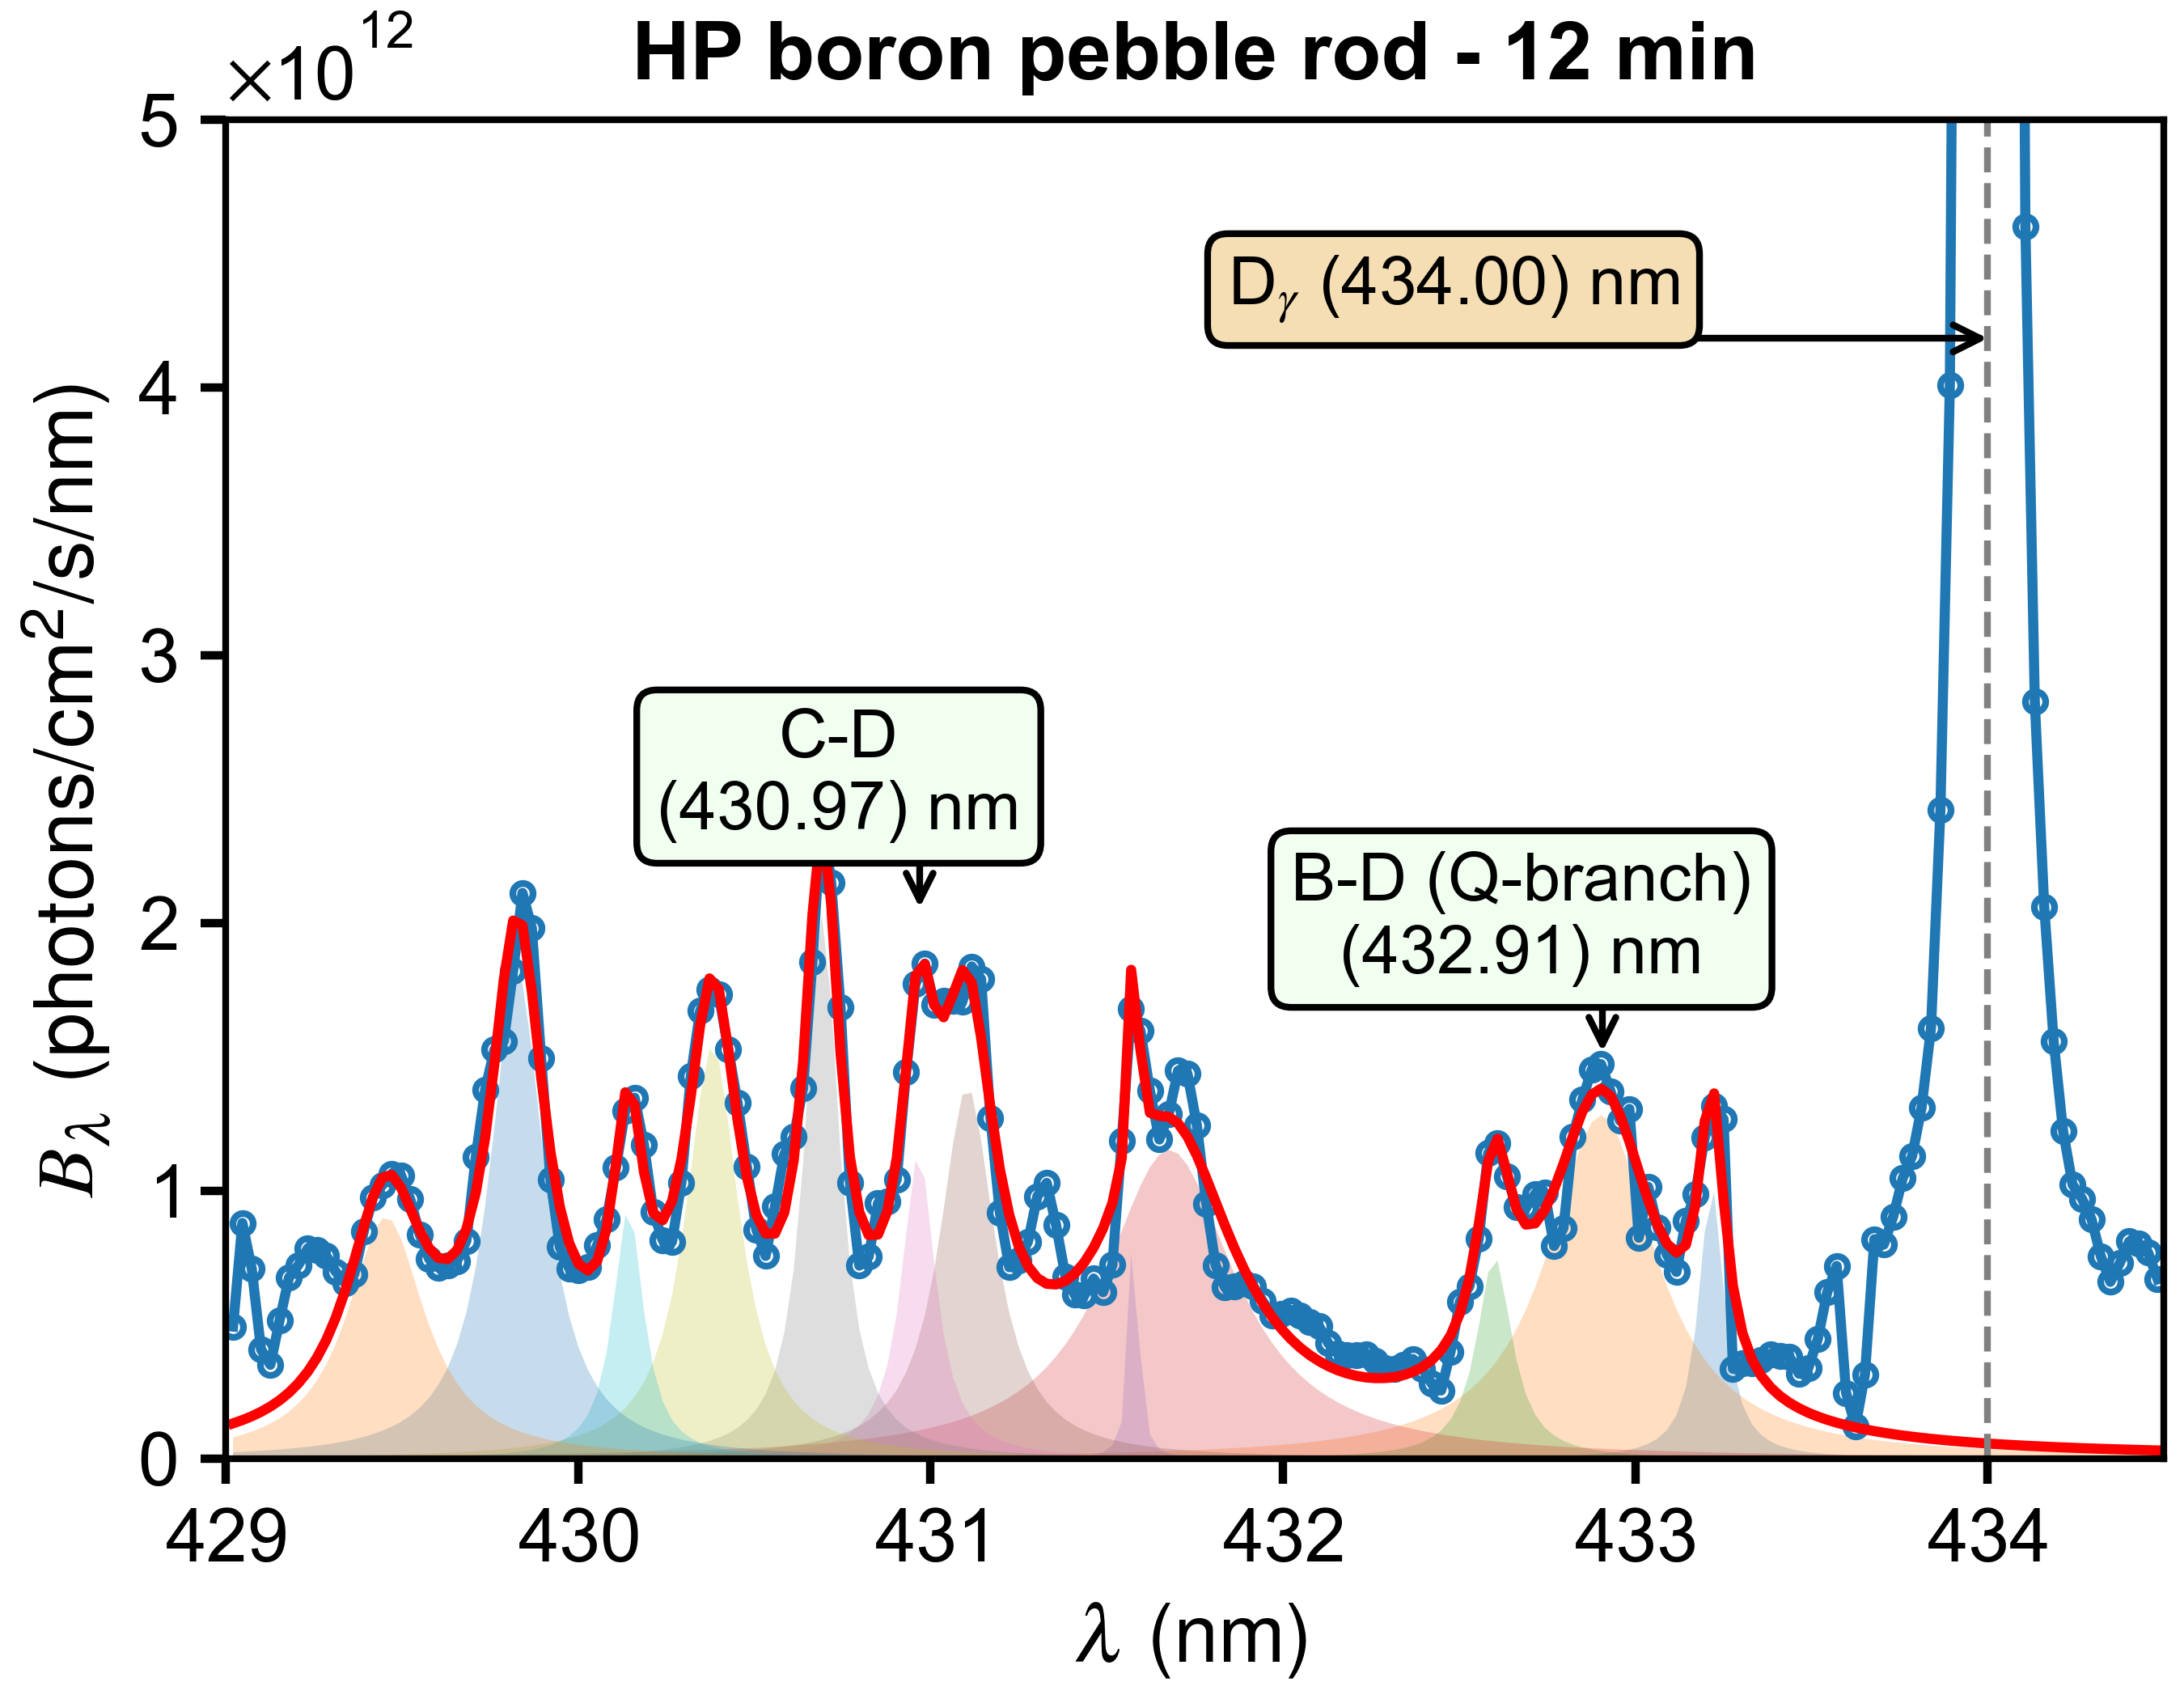 ×10^12
HP boron pebble rod - 12 min
5
4
3
2
1
0
B_λ (photons/cm²/s/nm)
D_γ (434.00) nm
C-D
(430.97) nm
B-D (Q-branch)
(432.91) nm
429 430 431 432 433 434
λ (nm)